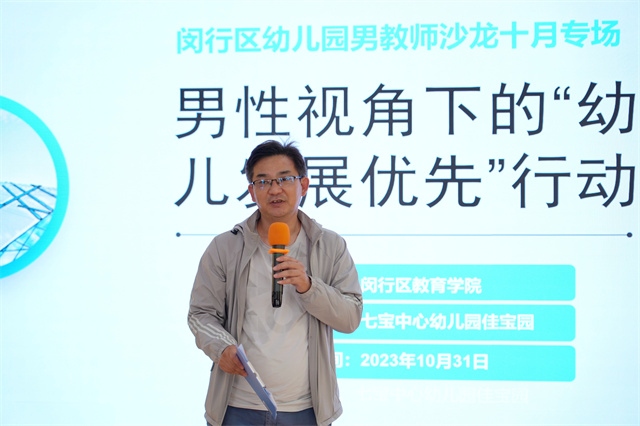 闵行区幼儿园男教师沙龙十月专场
男性视角下的“幼
儿发展优先”行动
闵行区教育学院
七宝中心幼儿园佳宝园
间：2023年10月31日